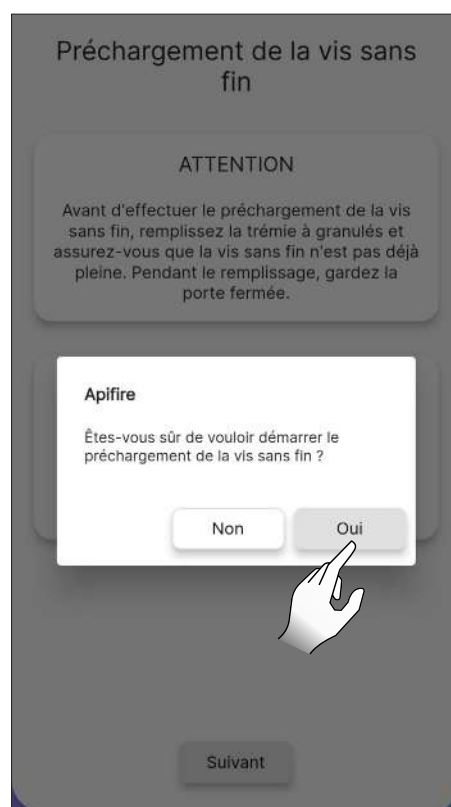 Préchargement de la vis sans
fin
ATTENTION
Avant d'effectuer le préchargement de la vis
sans fin, remplissez la trémie à granulés et
assurez-vous que la vis sans fin n'est pas déjà
pleine. Pendant le remplissage, gardez la
porte fermée.
Apifire
Êtes-vous sûr de vouloir démarrer le
préchargement de la vis sans fin ?
Non
Oui
Suivant